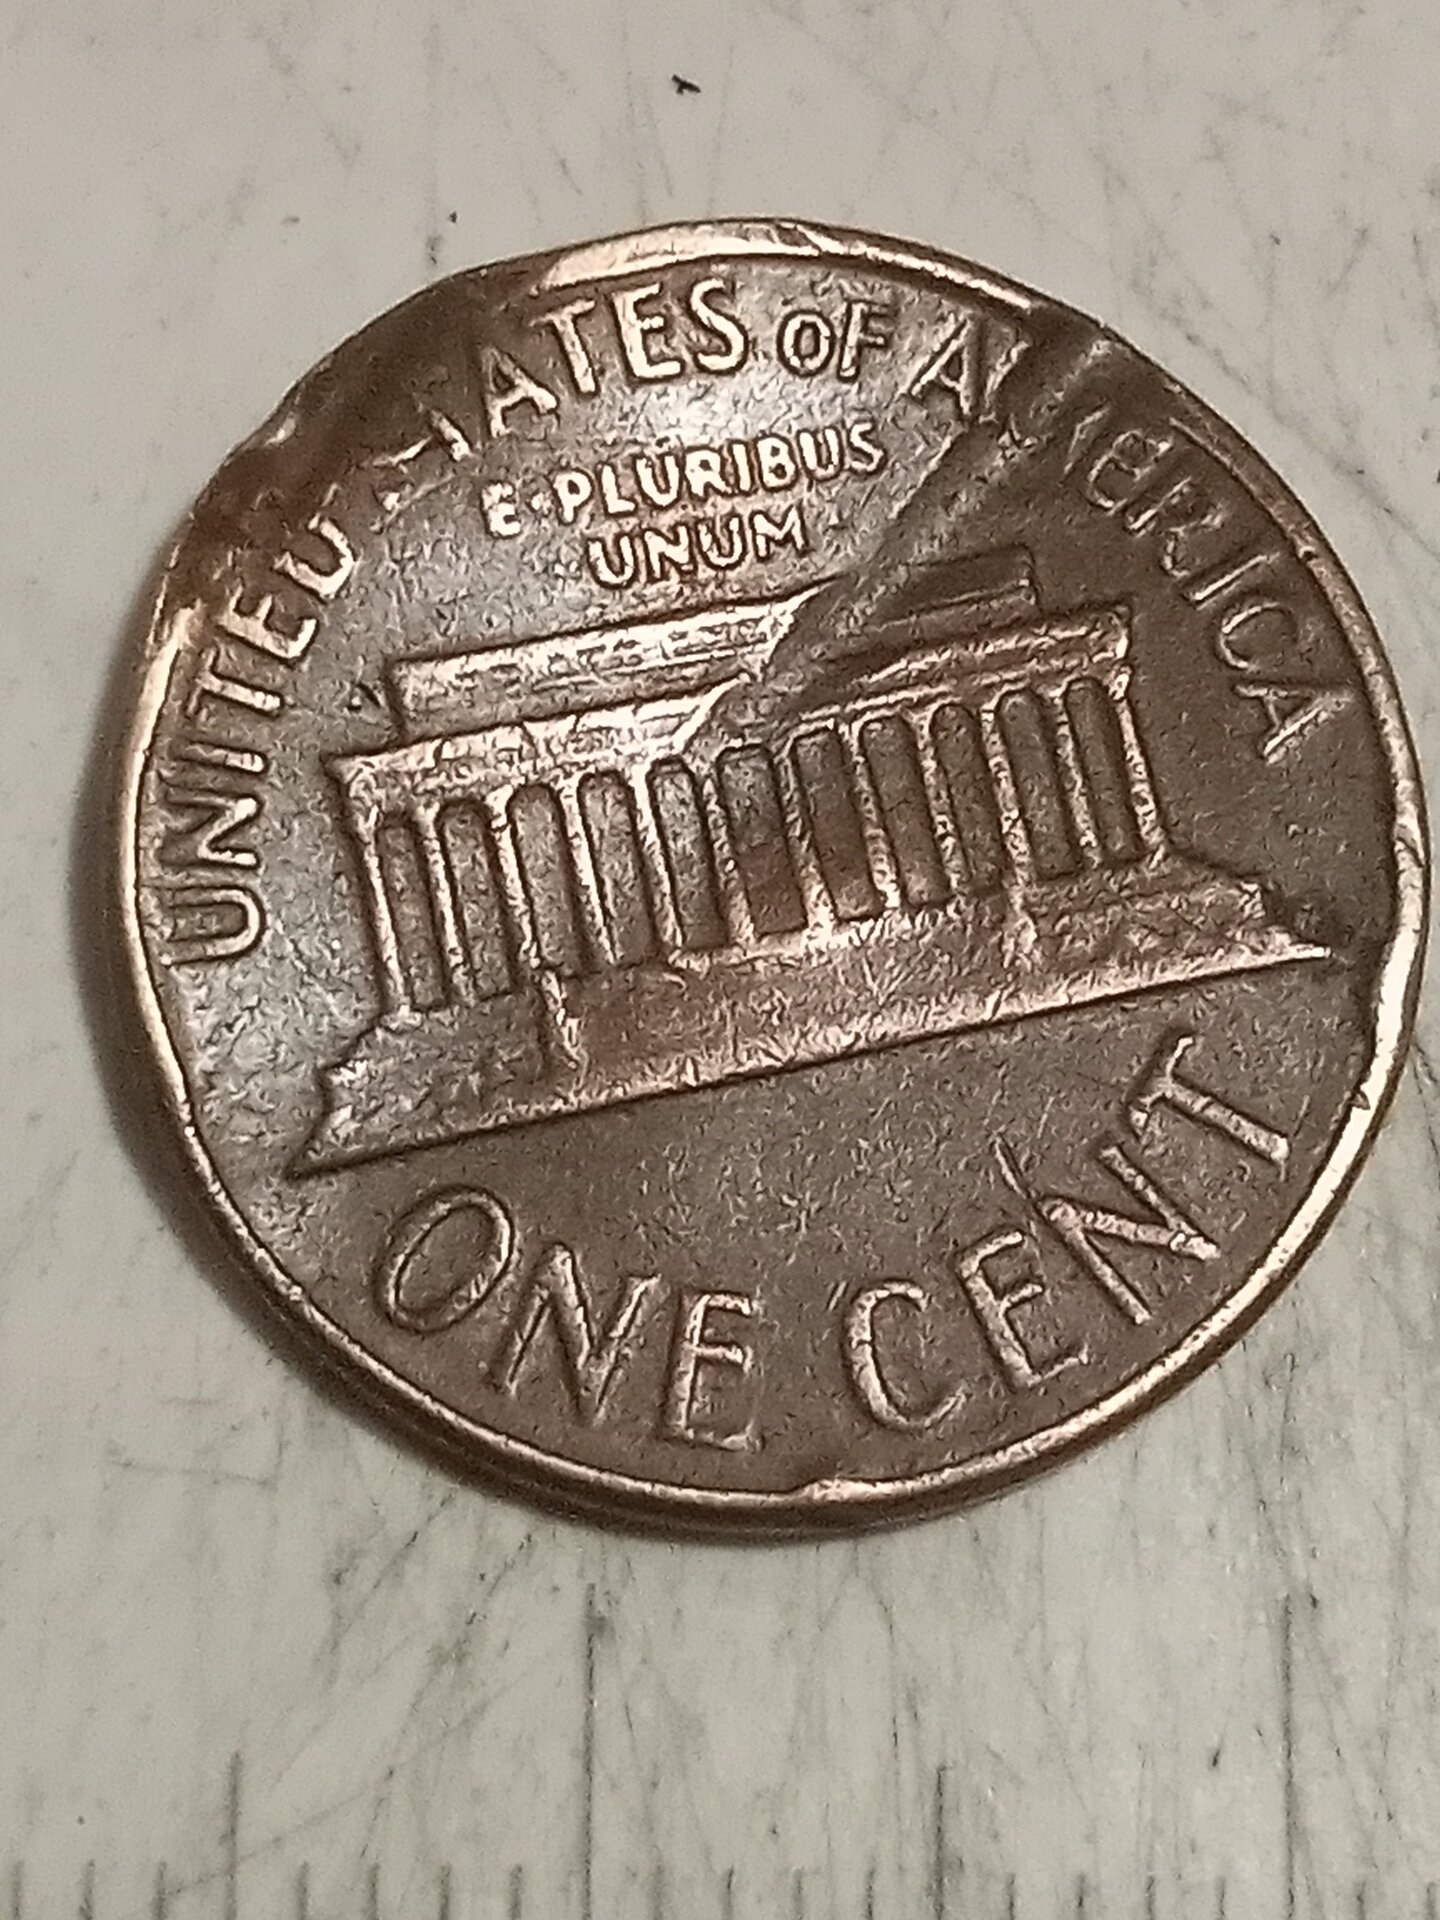 UNITED STATES OF AMERICA
E·PLURIBUS
UNUM
ONE CENT